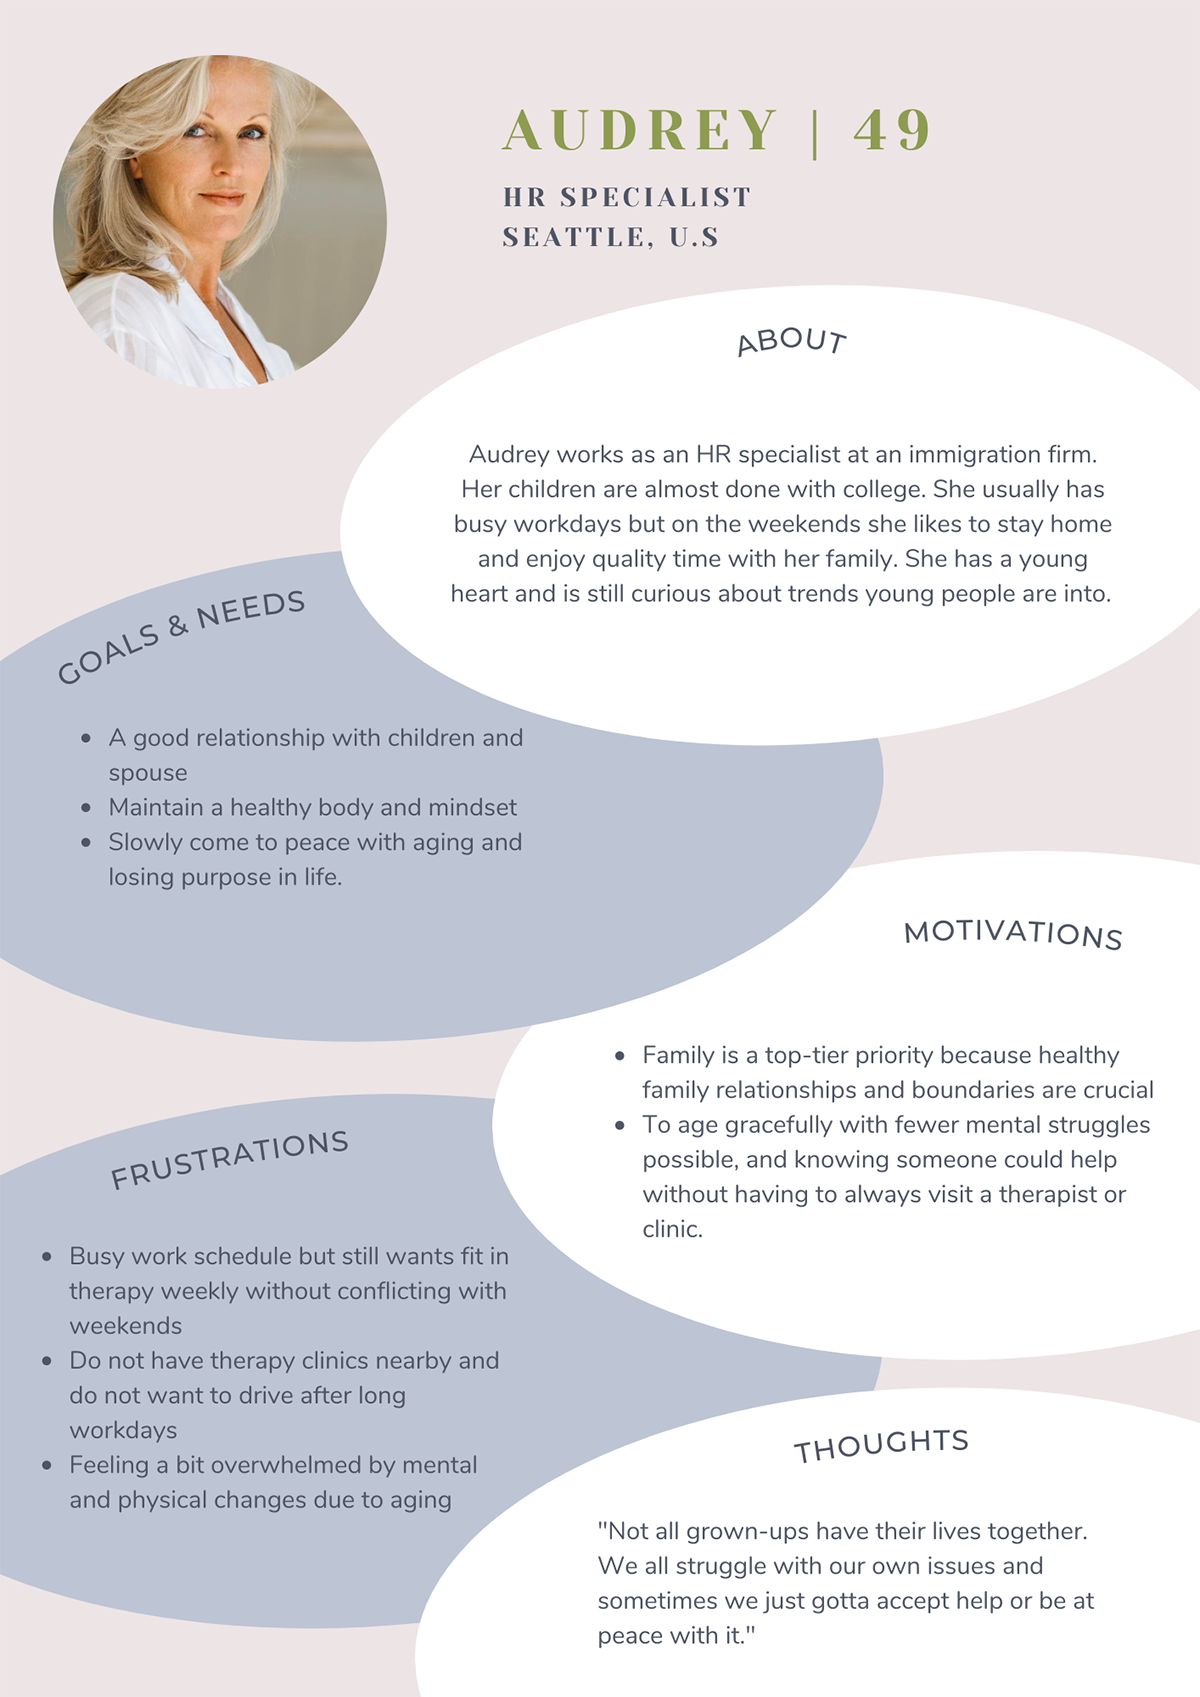 AUDREY | 49
HR SPECIALIST
SEATTLE, U.S
ABOUT
Audrey works as an HR specialist at an immigration firm.
Her children are almost done with college. She usually has
busy workdays but on the weekends she likes to stay home
and enjoy quality time with her family. She has a young
heart and is still curious about trends young people are into.
GOALS & NEEDS
• A good relationship with children and
spouse
• Maintain a healthy body and mindset
• Slowly come to peace with aging and
losing purpose in life.
MOTIVATIONS
• Family is a top-tier priority because healthy
family relationships and boundaries are crucial
• To age gracefully with fewer mental struggles
possible, and knowing someone could help
without having to always visit a therapist or
clinic.
FRUSTRATIONS
• Busy work schedule but still wants fit in
therapy weekly without conflicting with
weekends
• Do not have therapy clinics nearby and
do not want to drive after long
workdays
• Feeling a bit overwhelmed by mental
and physical changes due to aging
THOUGHTS
"Not all grown-ups have their lives together.
We all struggle with our own issues and
sometimes we just gotta accept help or be at
peace with it."